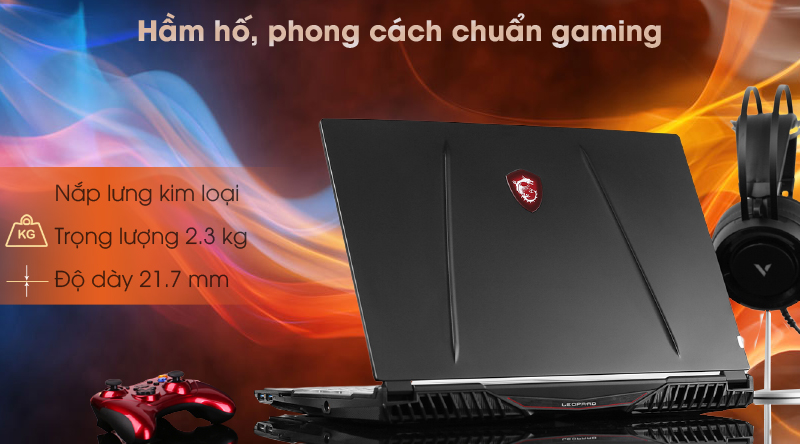 Hầm hố, phong cách chuẩn gaming
Nắp lưng kim loại
KG
Trọng lượng 2.3 kg
Độ dày 21.7 mm
LEOPARD